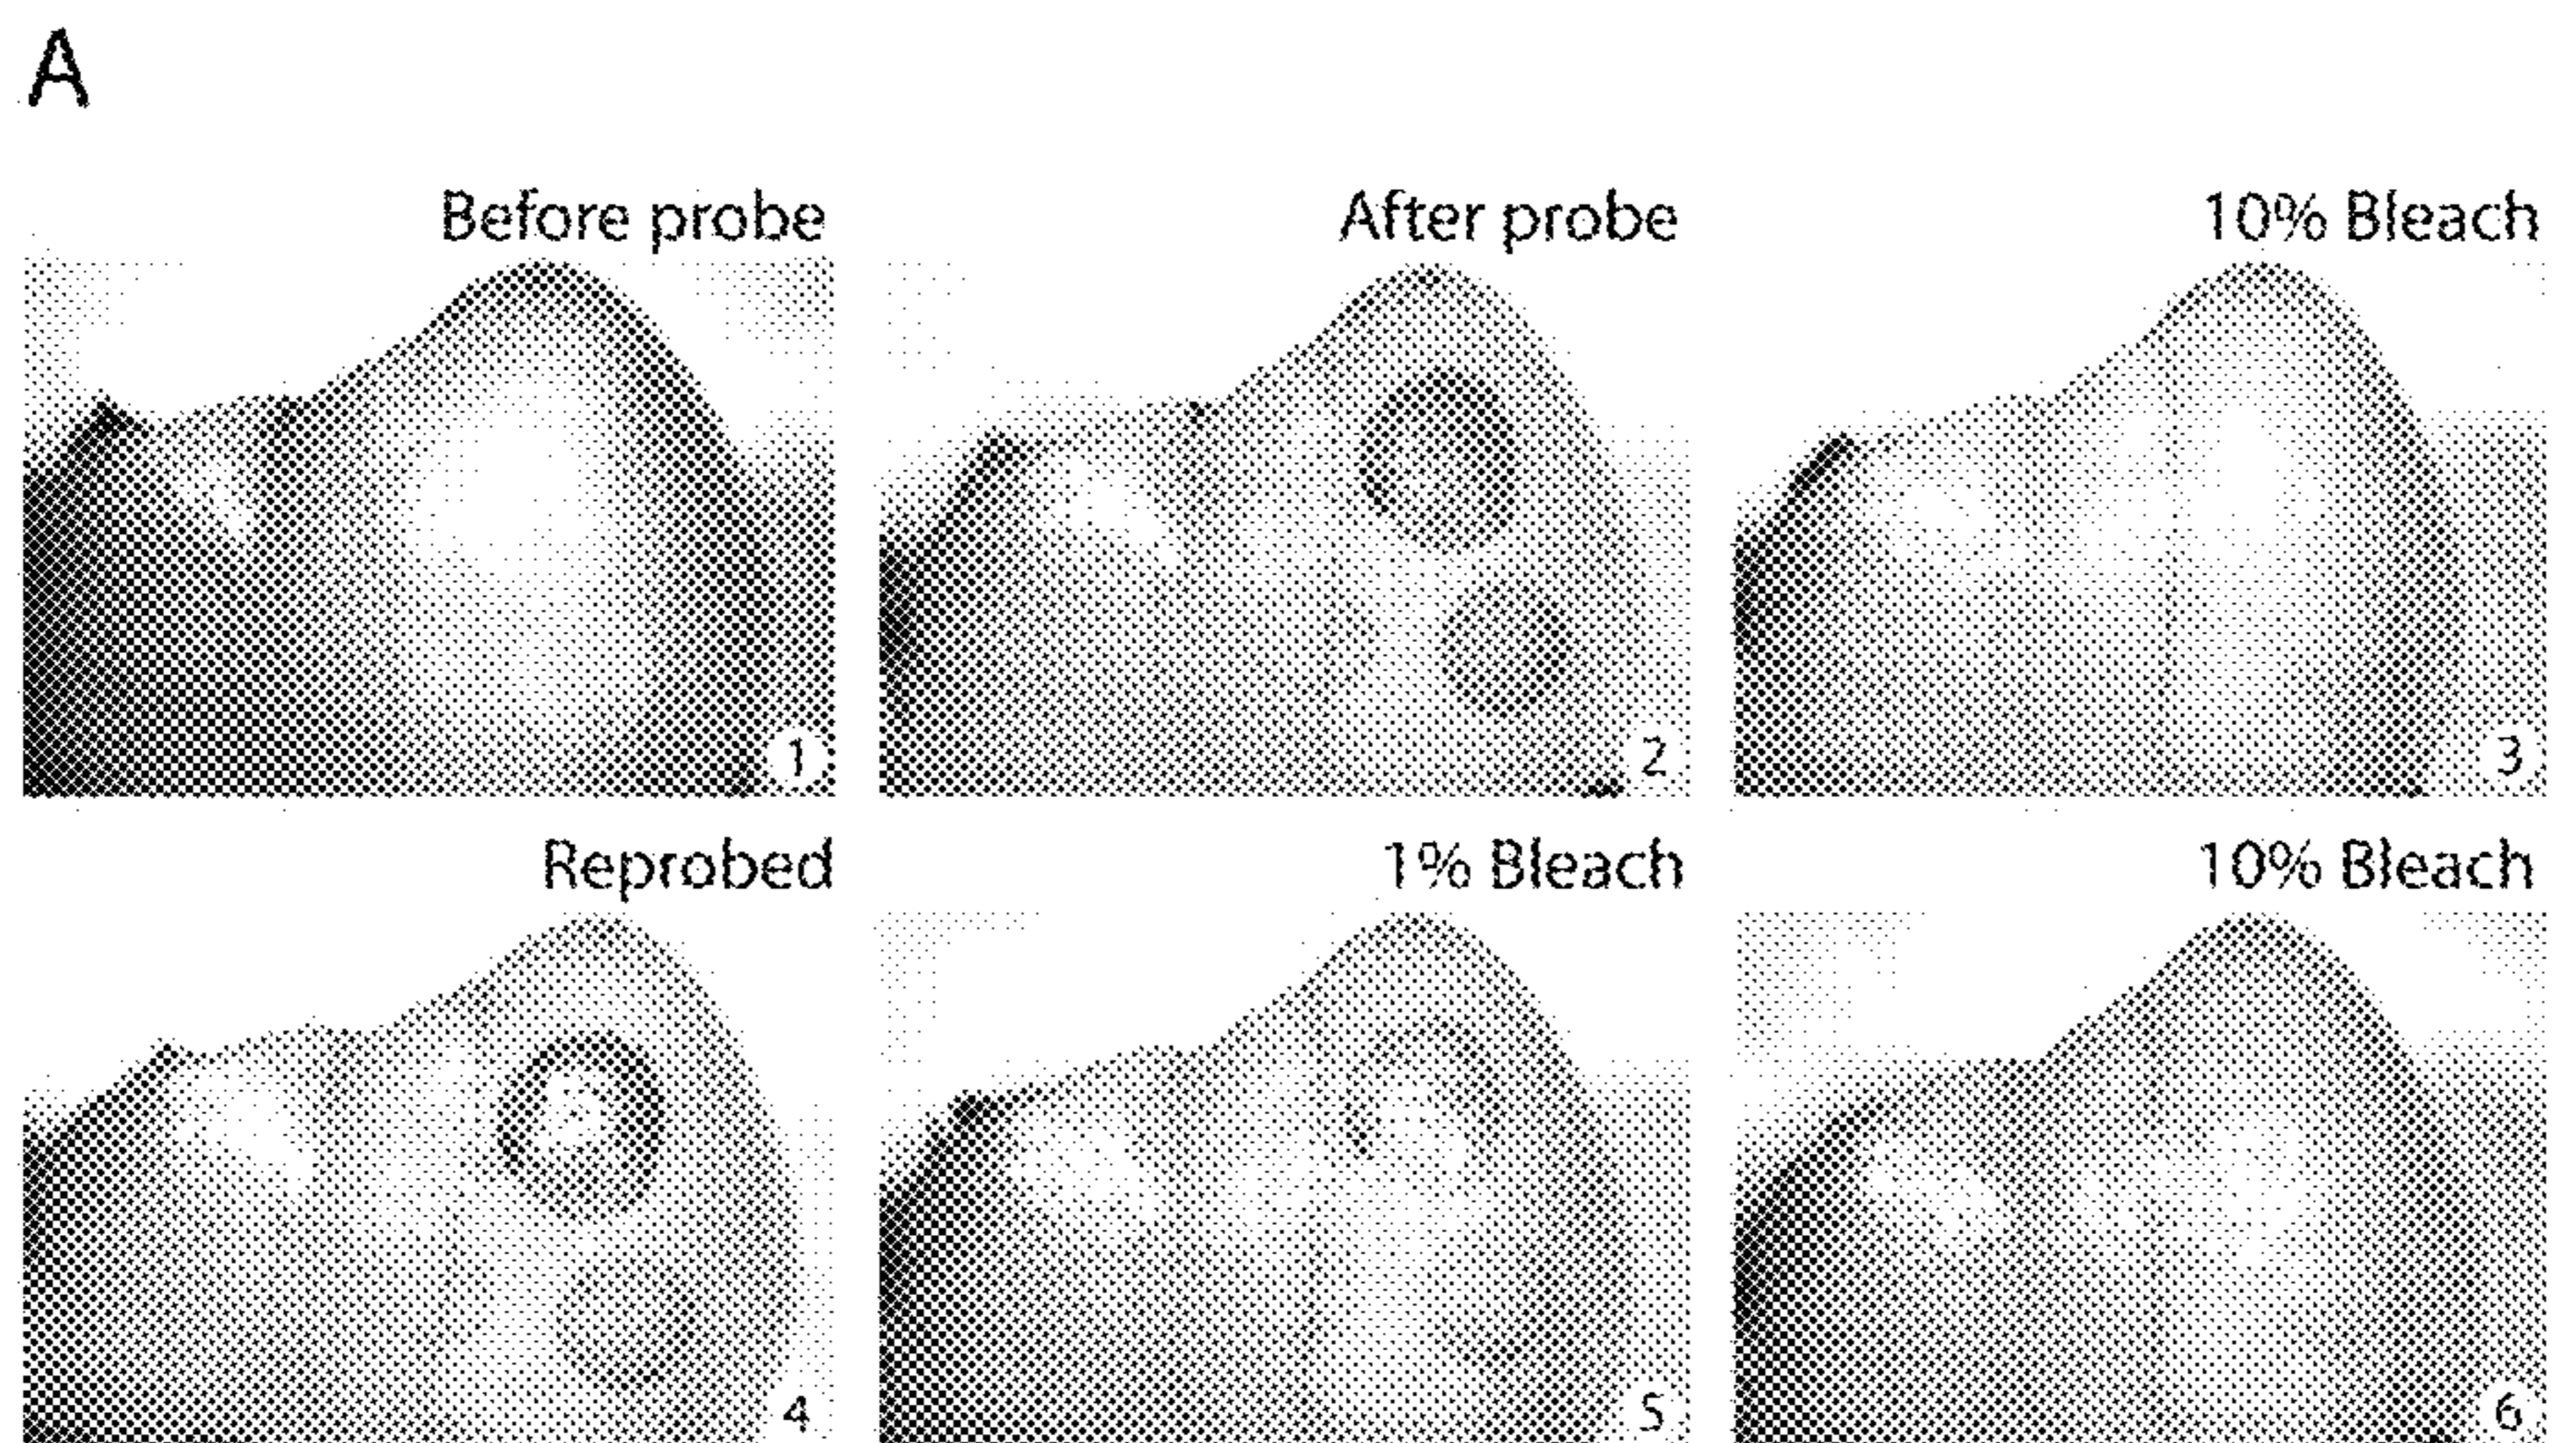 A
Before probe
After probe
10% Bleach
1
2
3
Reprobed
1% Bleach
10% Bleach
4
5
6